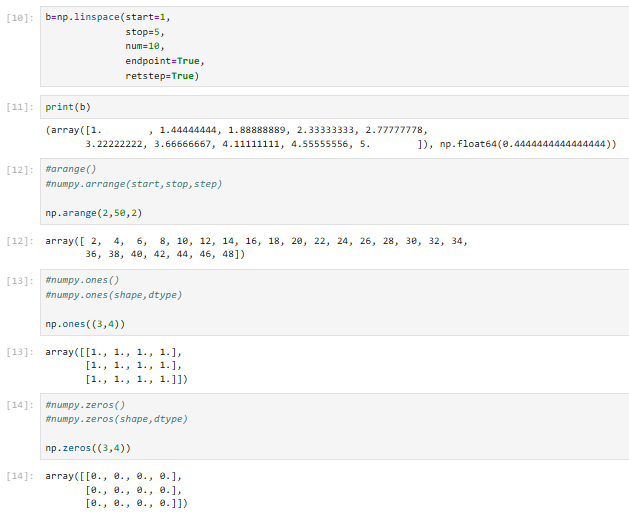 [10]: b=np.linspace(start=1,
stop=5,
num=10,
endpoint=True,
retstep=True)
[11]: print(b)
(array([1.        , 1.44444444, 1.88888889, 2.33333333, 2.77777778,
3.22222222, 3.66666667, 4.11111111, 4.55555556, 5.        ]), np.float64(0.4444444444444444))
[12]: #arange()
#numpy.arrange(start,stop,step)
np.arange(2,50,2)
[12]: array([ 2,  4,  6,  8, 10, 12, 14, 16, 18, 20, 22, 24, 26, 28, 30, 32, 34,
36, 38, 40, 42, 44, 46, 48])
[13]: #numpy.ones()
#numpy.ones(shape,dtype)
np.ones((3,4))
[13]: array([[1., 1., 1., 1.],
[1., 1., 1., 1.],
[1., 1., 1., 1.]])
[14]: #numpy.zeros()
#numpy.zeros(shape,dtype)
np.zeros((3,4))
[14]: array([[0., 0., 0., 0.],
[0., 0., 0., 0.],
[0., 0., 0., 0.]])